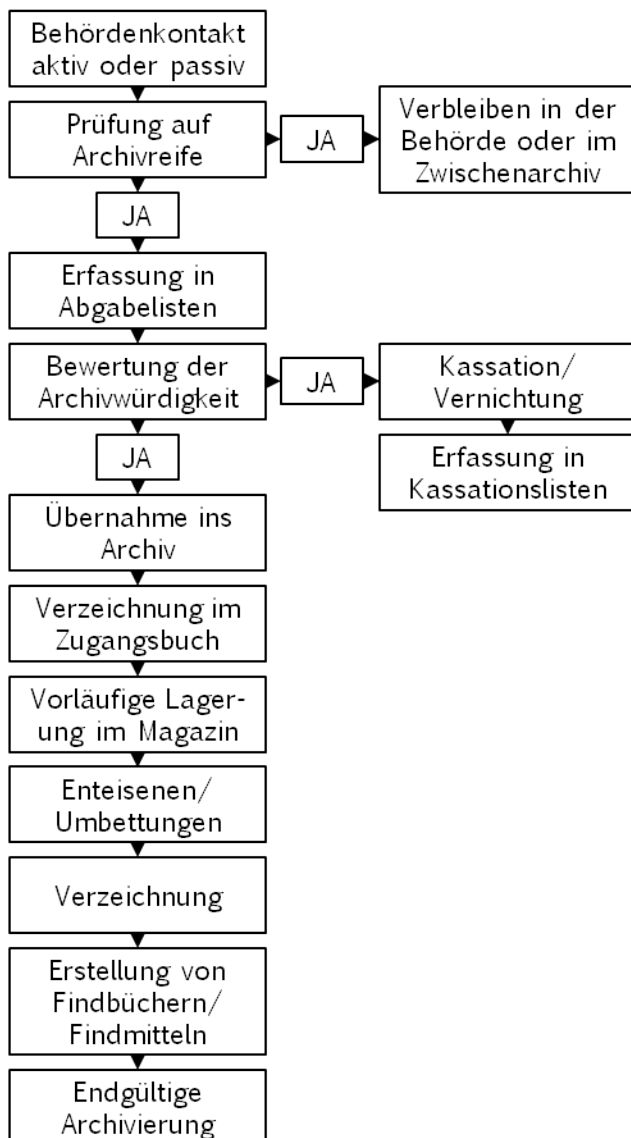 Behördenkontakt
aktiv oder passiv
Prüfung auf
Archivreife
JA
Verbleiben in der
Behörde oder im
Zwischenarchiv
JA
Erfassung in
Abgabelisten
Bewertung der
Archivwürdigkeit
JA
Kassation/
Vernichtung
JA
Erfassung in
Kassationslisten
Übernahme ins
Archiv
Verzeichnung im
Zugangsbuch
Vorläufige Lager-
ung im Magazin
Enteisenen/
Umbettungen
Verzeichnung
Erstellung von
Findbüchern/
Findmitteln
Endgültige
Archivierung